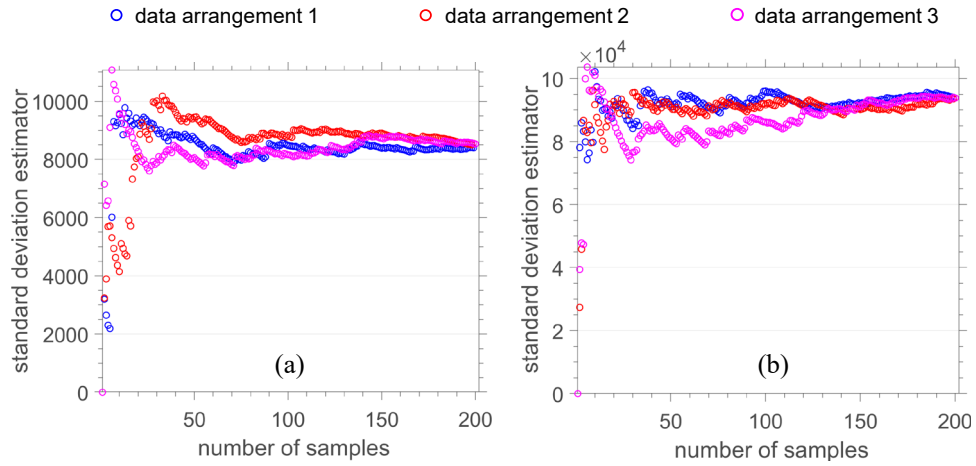 data arrangement 1 data arrangement 2 data arrangement 3
×10⁴
10000
8000
6000
4000
2000
0
standard deviation estimator
(a)
50 100 150 200
number of samples
10
8
6
4
2
0
standard deviation estimator
(b)
50 100 150 200
number of samples